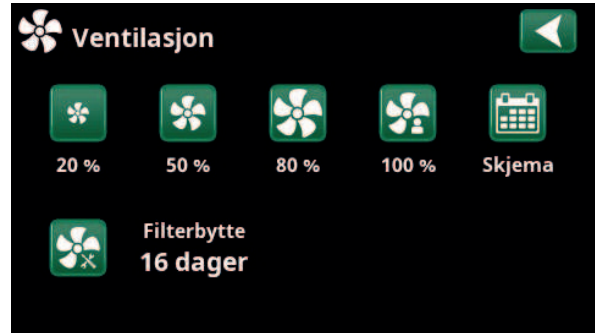 Ventilasjon
20 % 50 % 80 % 100 % Skjema
Filterbytte
16 dager